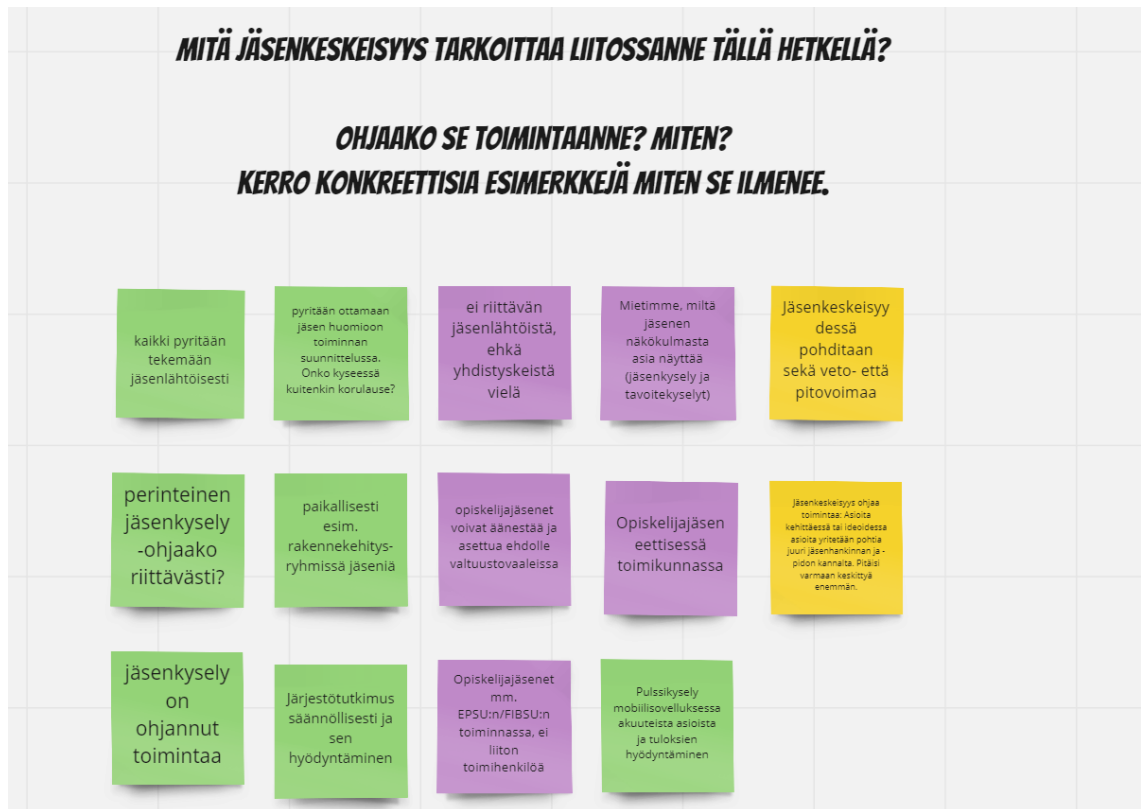 MITÄ JÄSENKESKEISYYS TARKOITTAA LIITOSSANNE TÄLLÄ HETKELLÄ?
OHJAAKO SE TOIMINTAANNE? MITEN?
KERRO KONKREETTISIA ESIMERKKEJÄ MITEN SE ILMENEE.
kaikki pyritään
tekemään
jäsenlähtöisesti
pyritään ottamaan
jäsen huomioon
toiminnan
suunnittelussa.
Onko kyseessä
kuitenkin korulause?
ei riittävän
jäsenlähtöistä,
ehkä
yhdistyskeistä
vielä
Mietimme, miltä
jäsenen
näkökulmasta
asia näyttää
(jäsenkysely ja
tavoitekyselyt)
Jäsenkeskeisyy
dessä
pohditaan
sekä veto- että
pitovoimaa
perinteinen
jäsenkysely
-ohjaako
riittävästi?
paikallisesti
esim.
rakennekehitys-
ryhmissä jäseniä
opiskelijajäsenet
voivat äänestää ja
asettua ehdolle
valtuustovaaleissa
Opiskelijajäsen
eettisessä
toimikunnassa
Jäsenkeskeisyys ohjaa
toimintaa: Asioita
kehittäessä tai ideoidessa
asioita yritetään pohtia
juuri jäsenhankinnan ja -
pidon kannalta. Pitäisi
varmaan keskittyä
enemmän.
jäsenkysely
on
ohjannut
toimintaa
Järjestötutkimus
säännöllisesti ja
sen
hyödyntäminen
Opiskelijajäsenet
mm.
EPSU:n/FIBSU:n
toiminnassa, ei
liiton
toimihenkilöä
Pulssikysely
mobiilisovelluksessa
akuuteista asioista
ja tuloksien
hyödyntäminen